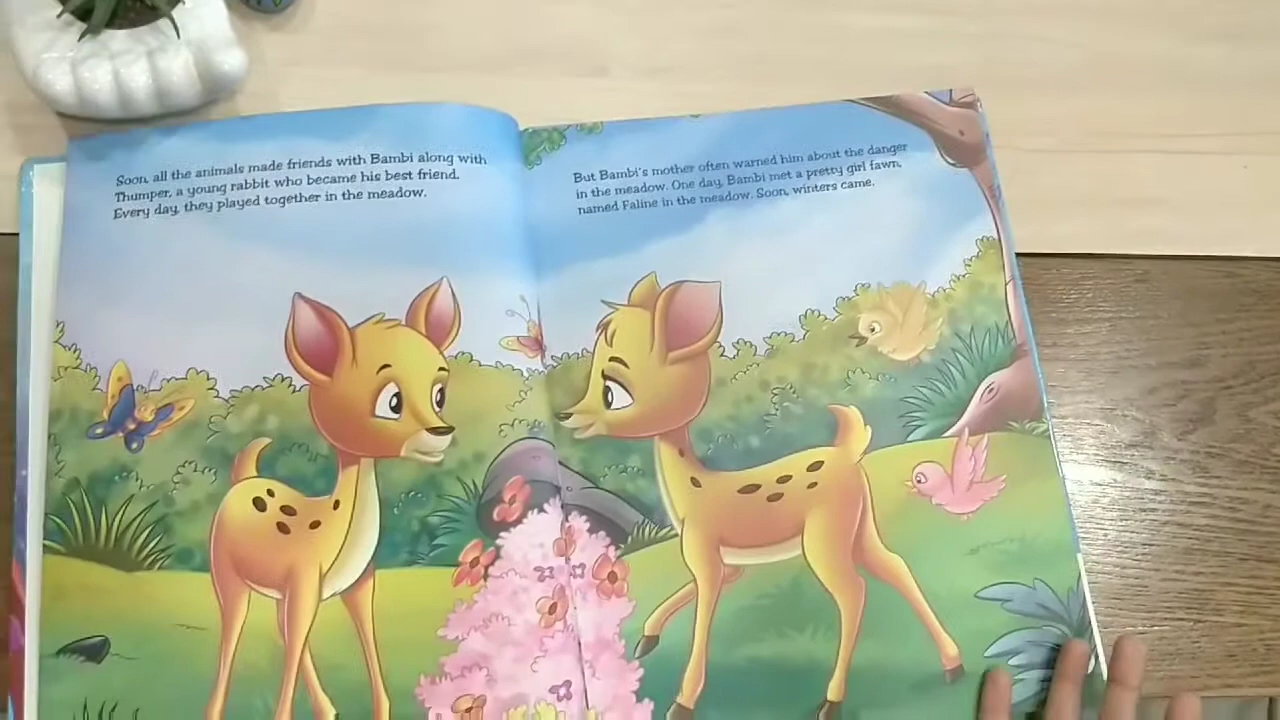 Soon, all the animals made friends with Bambi along with
Thumper, a young rabbit who became his best friend.
Every day, they played together in the meadow.
But Bambi's mother often warned him about the danger
in the meadow. One day, Bambi met a pretty girl fawn,
named Faline in the meadow. Soon, winters came.